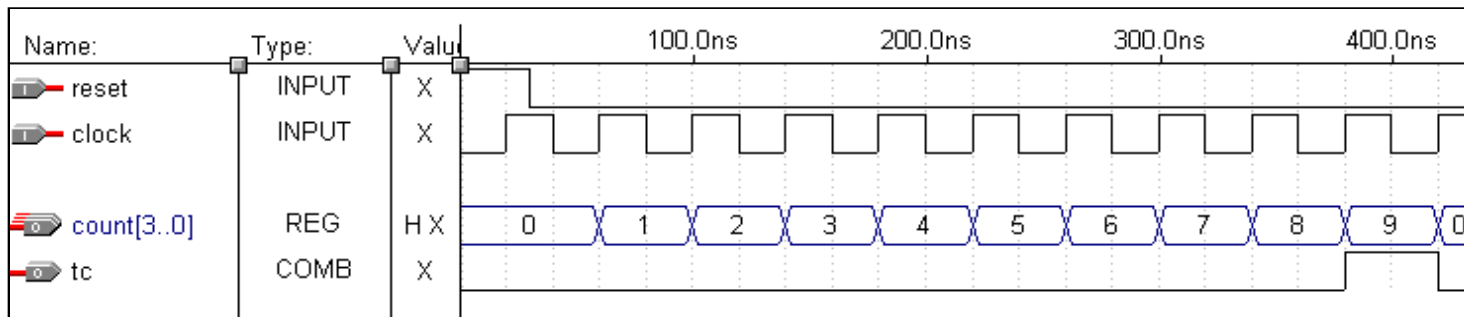 Name: Type: Valu 100.0ns 200.0ns 300.0ns 400.0ns
reset INPUT X
clock INPUT X
count[3..0] REG H X 0 1 2 3 4 5 6 7 8 9 0
tc COMB X